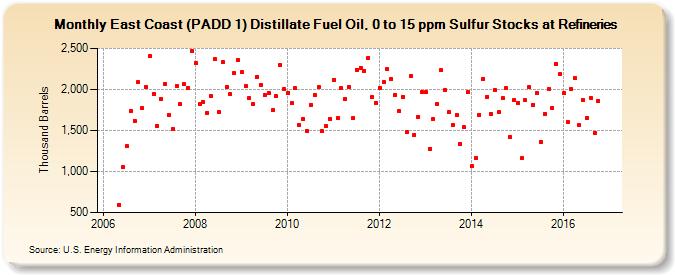 Monthly East Coast (PADD 1) Distillate Fuel Oil, 0 to 15 ppm Sulfur Stocks at Refineries
Thousand Barrels
2,500
2,000
1,500
1,000
500
2006 2008 2010 2012 2014 2016
Source: U.S. Energy Information Administration